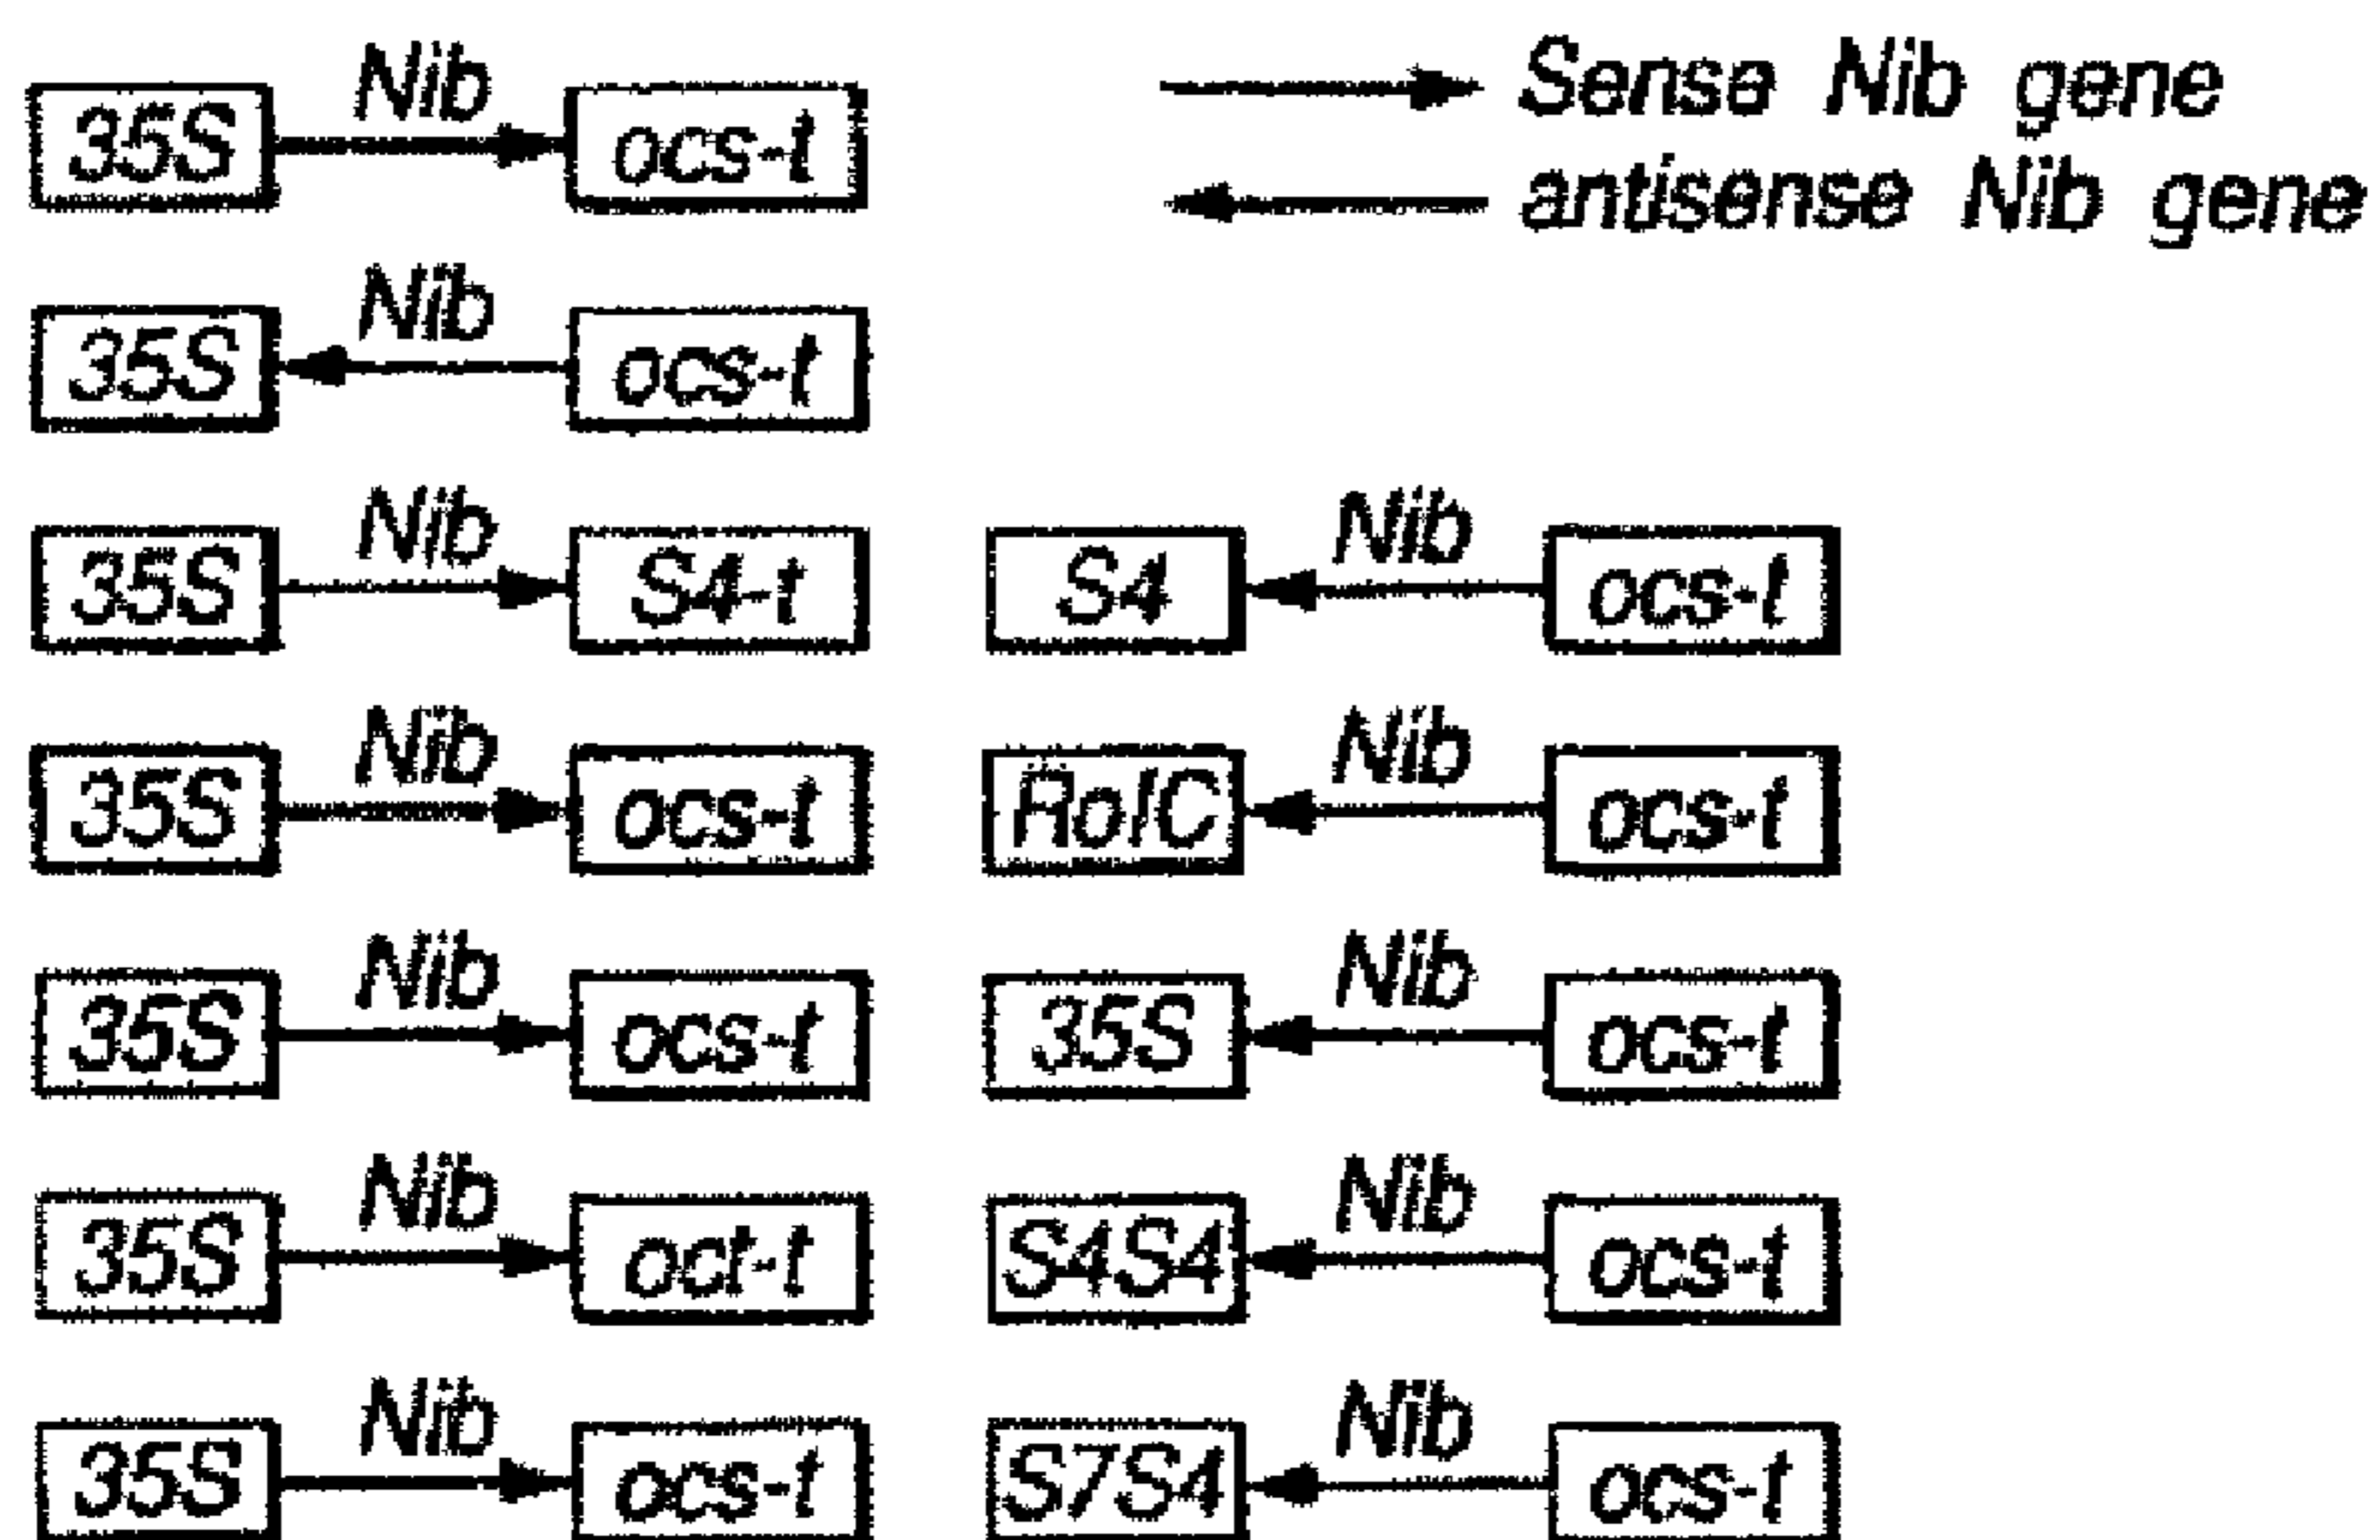 Nib
35S ocs-t
Sense Nib gene
antisense Nib gene
Nib
35S ocs-t
Nib Nib
35S S4-t S4 ocs-t
Nib Nib
35S ocs-t RolC ocs-t
Nib Nib
35S ocs-t 35S ocs-t
Nib Nib
35S oct-t S4S4 ocs-t
Nib Nib
35S ocs-t S7S4 ocs-t